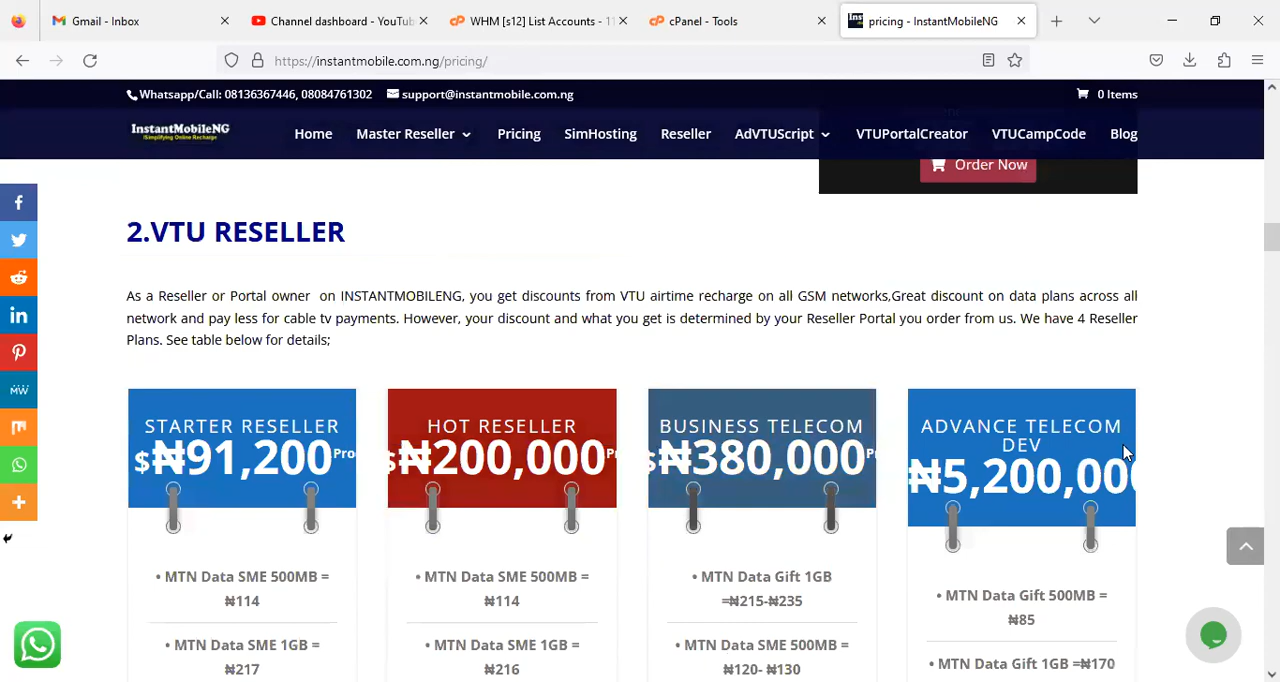 Gmail - Inbox
Channel dashboard - YouTub
WHM [s12] List Accounts - 11
cPanel - Tools
pricing - InstantMobileNG
https://instantmobile.com.ng/pricing/
Whatsapp/Call: 08136367446, 08084761302
support@instantmobile.com.ng
0 Items
InstantMobileNG
Home
Master Reseller
Pricing
SimHosting
Reseller
AdVTUScript
VTUPortalCreator
VTUCampCode
Blog
Order Now
2.VTU RESELLER
As a Reseller or Portal owner on INSTANTMOBILENG, you get discounts from VTU airtime recharge on all GSM networks,Great discount on data plans across all
network and pay less for cable tv payments. However, your discount and what you get is determined by your Reseller Portal you order from us. We have 4 Reseller
Plans. See table below for details;
STARTER RESELLER
$₦91,200Pro
• MTN Data SME 500MB =
₦114
• MTN Data SME 1GB =
₦217
HOT RESELLER
$₦200,000Pr
• MTN Data SME 500MB =
₦114
• MTN Data SME 1GB =
₦216
BUSINESS TELECOM
$₦380,000P
• MTN Data Gift 1GB
=₦215-₦235
• MTN Data SME 500MB =
₦120- ₦130
ADVANCE TELECOM
DEV
₦5,200,000
• MTN Data Gift 500MB =
₦85
• MTN Data Gift 1GB =₦170